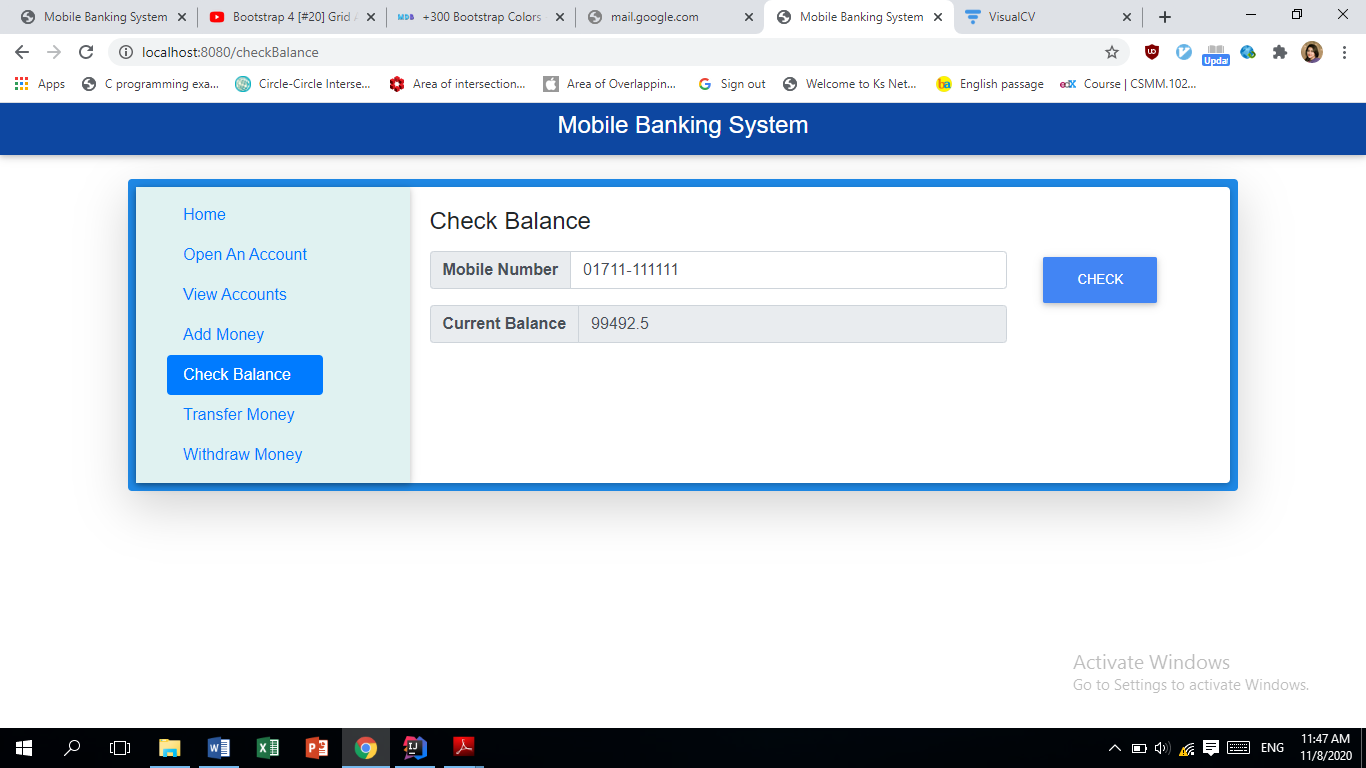 Mobile Banking System
Bootstrap 4 [#20] Grid
+300 Bootstrap Colors
mail.google.com
Mobile Banking System
VisualCV
localhost:8080/checkBalance
Apps
C programming exa...
Circle-Circle Interse...
Area of intersection...
Area of Overlappin...
Sign out
Welcome to Ks Net...
English passage
Course | CSMM.102...
Mobile Banking System
Home
Open An Account
View Accounts
Add Money
Check Balance
Transfer Money
Withdraw Money
Check Balance
Mobile Number 01711-111111
CHECK
Current Balance 99492.5
Activate Windows
Go to Settings to activate Windows.
ENG
11:47 AM
11/8/2020